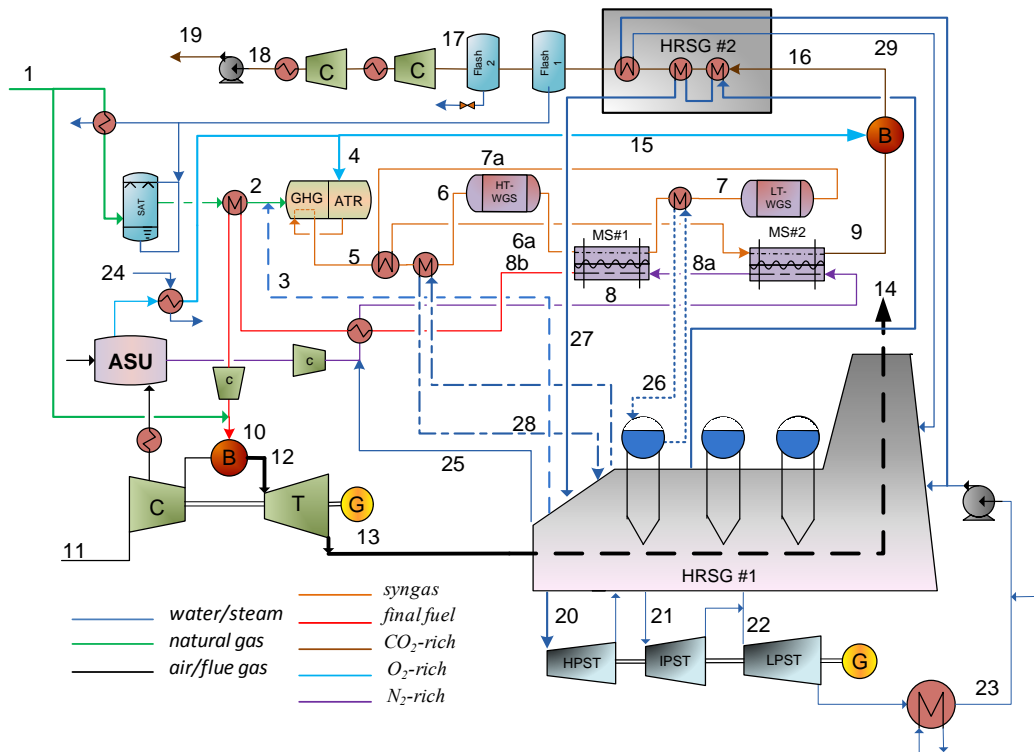 19
18
17
C
C
Flash 2
Flash 1
HRSG #2
16
29
1
4
15
B
7a
2
GHG
ATR
6
HT-WGS
7
LT-WGS
SAT
M
M
M
M
M
M
M
5
6a
MS#1
MS#2
9
24
3
8b
8
8a
14
ASU
c
c
27
10
B
12
26
28
25
C
T
G
13
11
HRSG #1
water/steam
natural gas
air/flue gas
syngas
final fuel
CO₂-rich
O₂-rich
N₂-rich
20
21
22
HPST
IPST
LPST
G
23